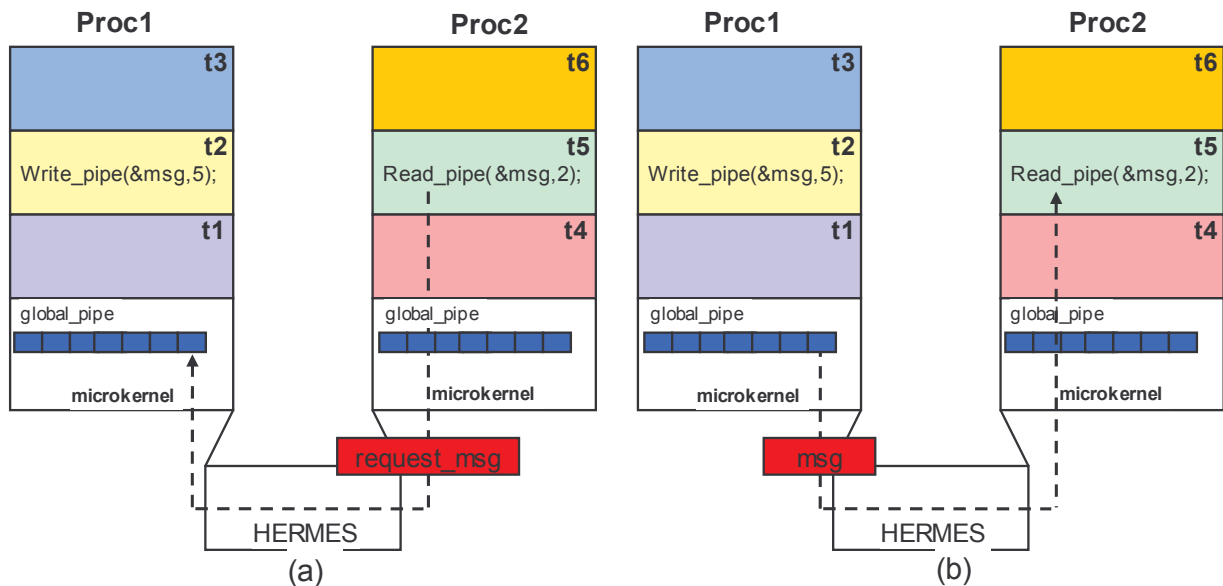 Proc1
t3
t2
Write_pipe(&msg,5);
t1
global_pipe
microkernel
Proc2
t6
t5
Read_pipe(&msg,2);
t4
global_pipe
microkernel
request_msg
HERMES
(a)
Proc1
t3
t2
Write_pipe(&msg,5);
t1
global_pipe
microkernel
Proc2
t6
t5
Read_pipe(&msg,2);
t4
global_pipe
microkernel
msg
HERMES
(b)